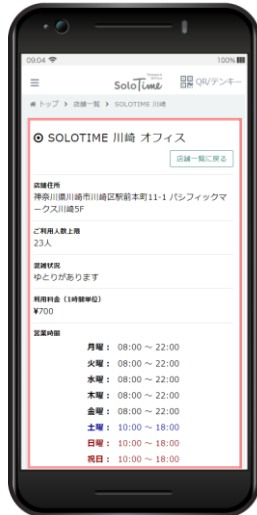 09:04
100%
SoloTime
QR/テンキー
トップ > 店舗一覧 > SOLOTIME 川崎
SOLOTIME 川崎 オフィス
店舗一覧に戻る
店舗住所
神奈川県川崎市川崎区駅前本町11-1 パシフィックマ
ークス川崎5F
ご利用人数上限
23人
混雑状況
ゆとりがあります
利用料金（1時間単位）
¥700
営業時間
月曜： 08:00 ～ 22:00
火曜： 08:00 ～ 22:00
水曜： 08:00 ～ 22:00
木曜： 08:00 ～ 22:00
金曜： 08:00 ～ 22:00
土曜： 10:00 ～ 18:00
日曜： 10:00 ～ 18:00
祝日： 10:00 ～ 18:00